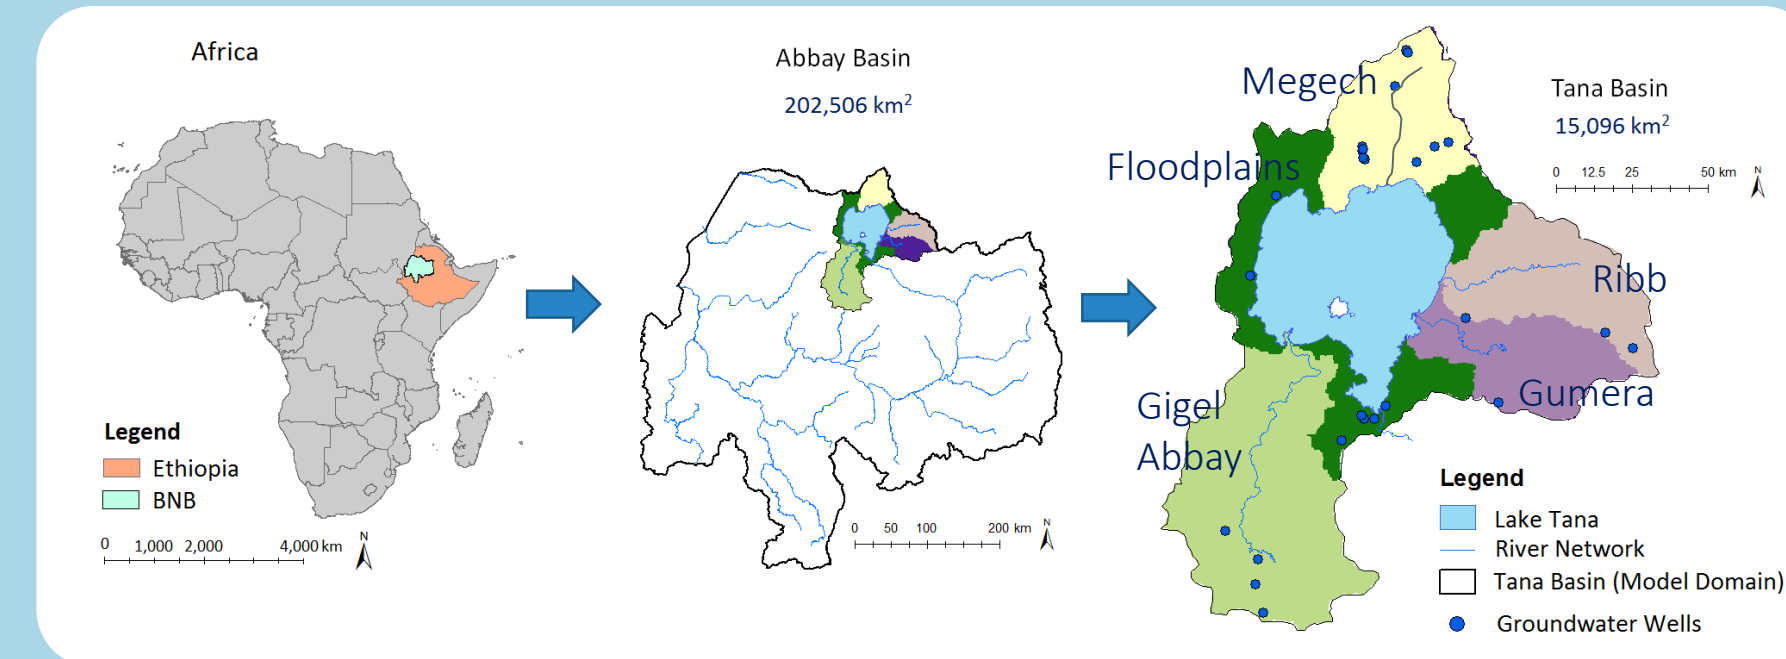 Africa
Legend
Ethiopia
BNB
0 1,000 2,000 4,000 km
N
Abbay Basin
202,506 km²
0 50 100 200 km
N
Tana Basin
15,096 km²
0 12.5 25 50 km
N
Megech
Floodplains
Ribb
Gumera
Gigel
Abbay
Legend
Lake Tana
River Network
Tana Basin (Model Domain)
Groundwater Wells